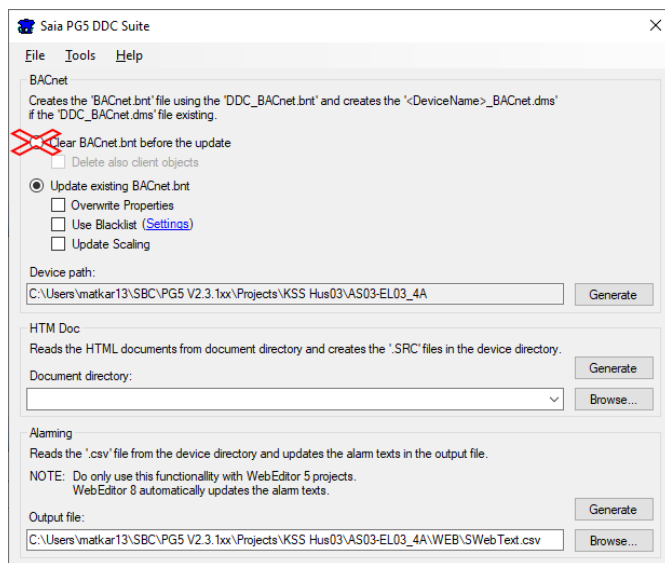 Saia PG5 DDC Suite
File Tools Help
BACnet
Creates the 'BACnet.bnt' file using the 'DDC_BACnet.bnt' and creates the '<DeviceName>_BACnet.dms'
if the 'DDC_BACnet.dms' file existing.
Clear BACnet.bnt before the update
Delete also client objects
Update existing BACnet.bnt
Overwrite Properties
Use Blacklist (Settings)
Update Scaling
Device path:
C:\Users\matkar13\SBC\PG5 V2.3.1xx\Projects\KSS Hus03\AS03-EL03_4A
Generate
HTM Doc
Reads the HTML documents from document directory and creates the '.SRC' files in the device directory.
Generate
Document directory:
Browse...
Alarming
Reads the '.csv' file from the device directory and updates the alarm texts in the output file.
NOTE: Do only use this functionallity with WebEditor 5 projects.
WebEditor 8 automatically updates the alarm texts.
Generate
Output file:
C:\Users\matkar13\SBC\PG5 V2.3.1xx\Projects\KSS Hus03\AS03-EL03_4A\WEB\SWebText.csv
Browse...